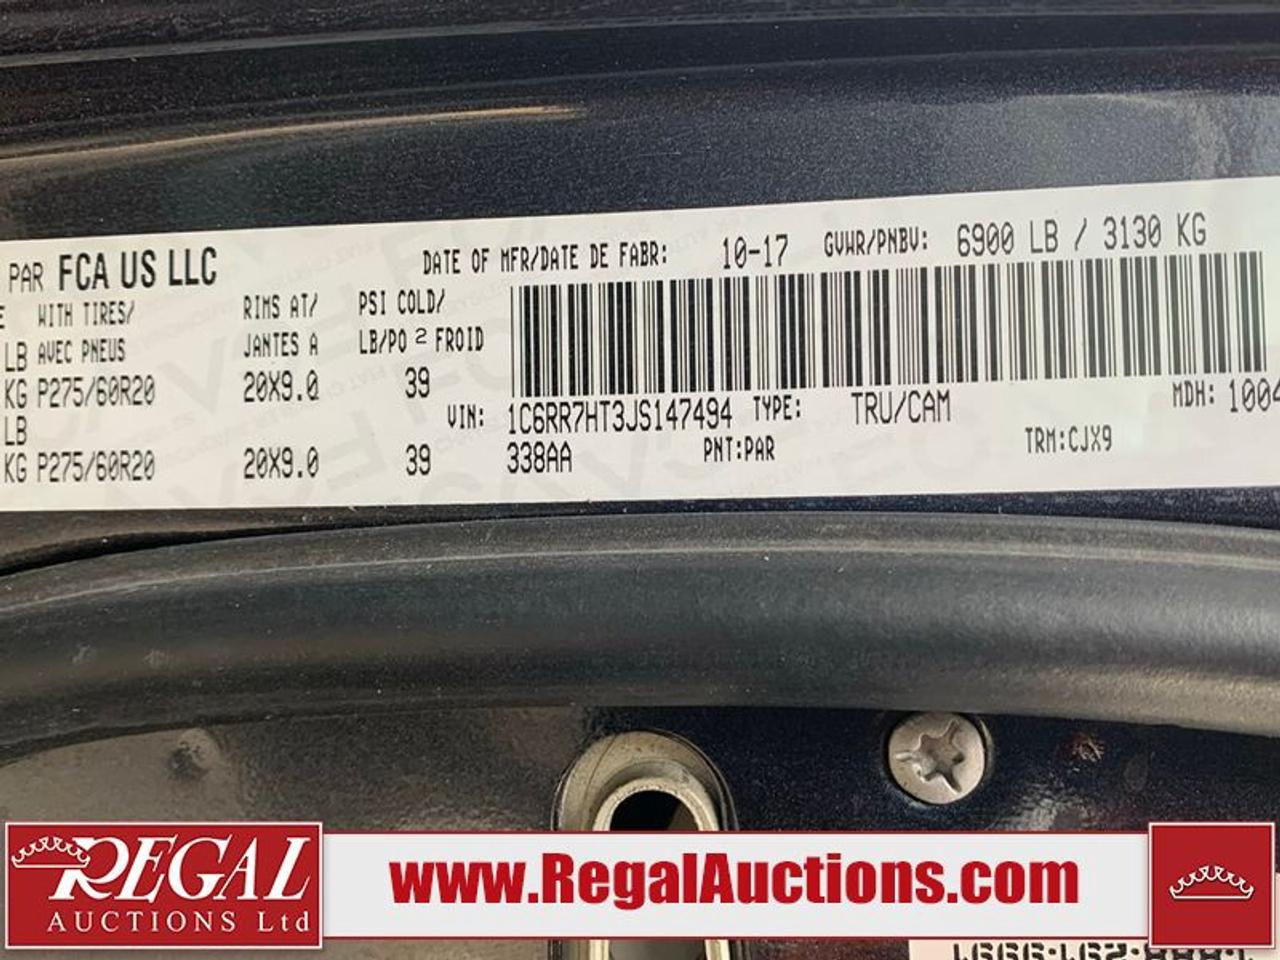 PAR FCA US LLC
DATE OF MFR/DATE DE FABR: 10-17 GVWR/PNBV: 6900 LB / 3130 KG
WITH TIRES/ RIMS AT/ PSI COLD/
LB AVEC PNEUS JANTES A LB/PO 2 FROID
KG P275/60R20 20X9.0 39
LB
KG P275/60R20 20X9.0 39
VIN: 1C6RR7HT3JS147494 TYPE: TRU/CAM MDH: 1004
338AA PNT:PAR TRM:CJX9
REGAL
AUCTIONS Ltd
www.RegalAuctions.com